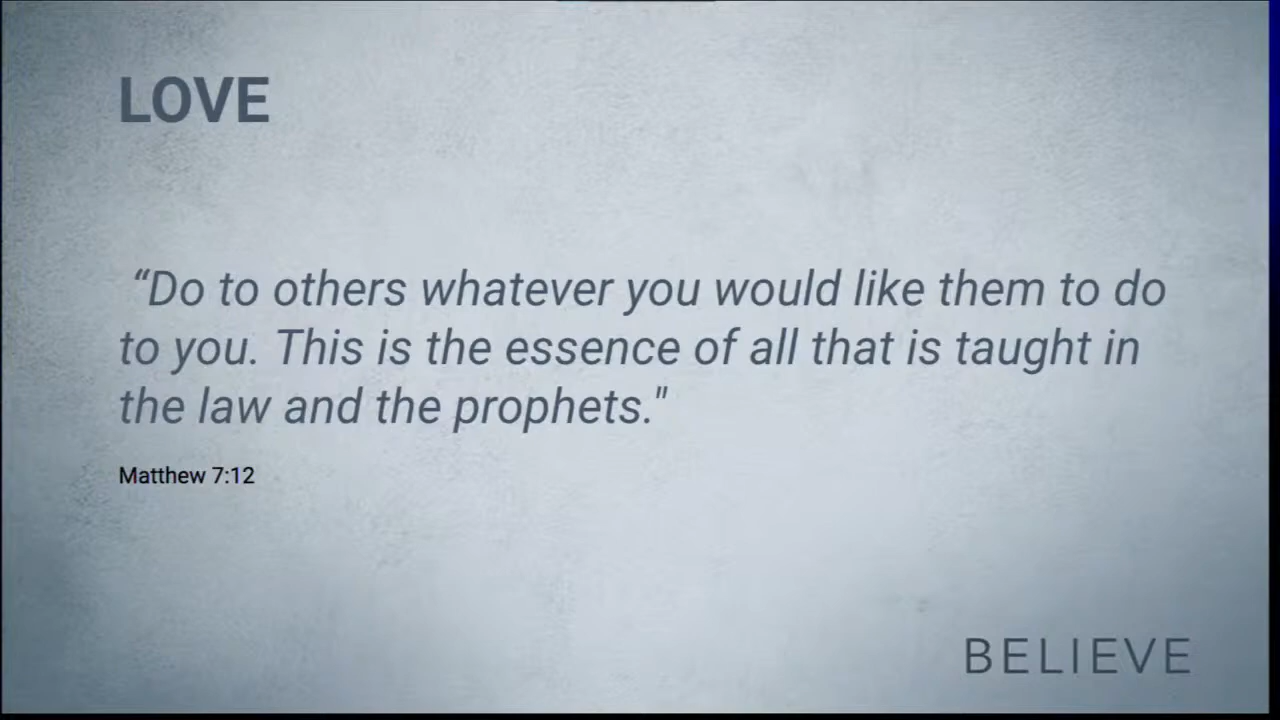 LOVE
“Do to others whatever you would like them to do
to you. This is the essence of all that is taught in
the law and the prophets."
Matthew 7:12
BELIEVE